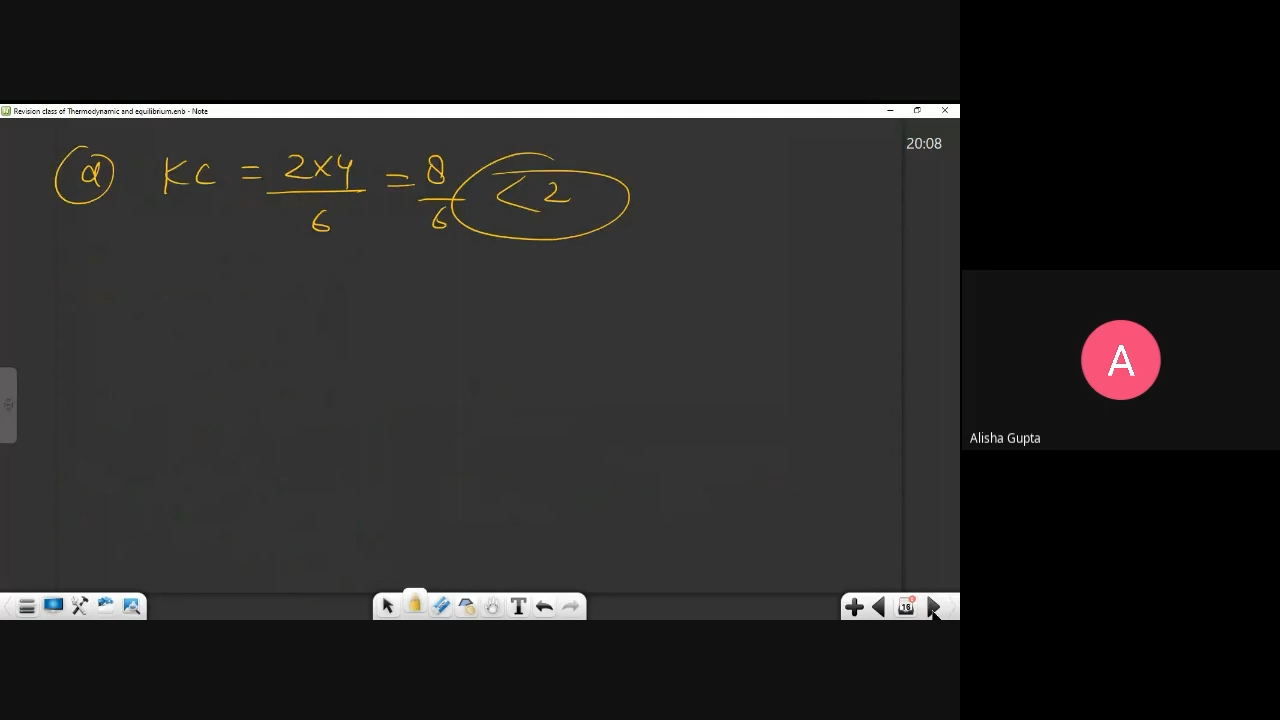 Revision class of Thermodynamic and equilibrium.enb - Note
20:08
a KC = 2×4/6 = 8/6 < 2
T
16
A
Alisha Gupta